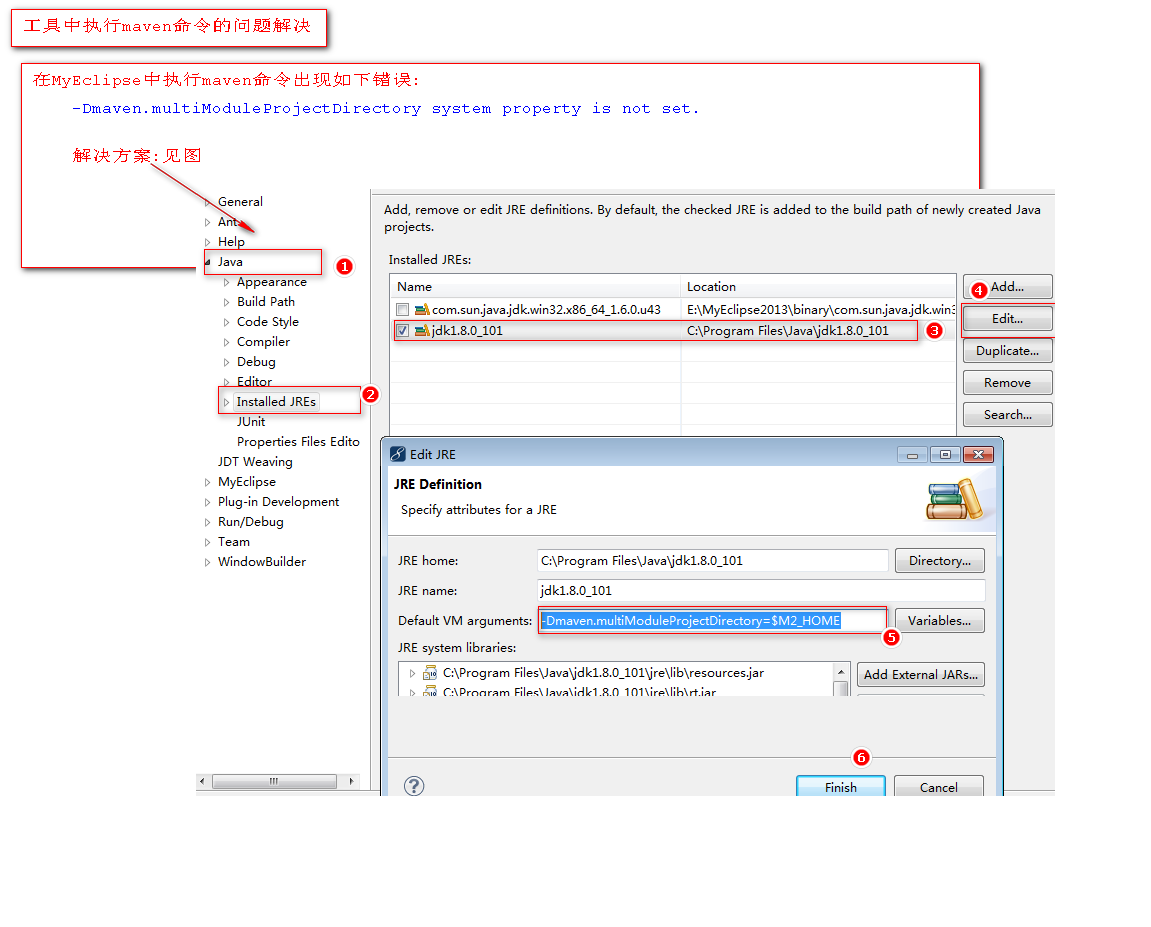 工具中执行maven命令的问题解决
在MyEclipse中执行maven命令出现如下错误:
-Dmaven.multiModuleProjectDirectory system property is not set.
解决方案:见图
General
Ant
Help
Java
1
Appearance
Build Path
Code Style
Compiler
Debug
Editor
Installed JREs
2
JUnit
Properties Files Edito
JDT Weaving
MyEclipse
Plug-in Development
Run/Debug
Team
WindowBuilder
Add, remove or edit JRE definitions. By default, the checked JRE is added to the build path of newly created Java
projects.
Installed JREs:
Name Location
com.sun.java.jdk.win32.x86_64_1.6.0.u43 E:\MyEclipse2013\binary\com.sun.java.jdk.win3
jdk1.8.0_101 C:\Program Files\Java\jdk1.8.0_101
3
4
Add...
Edit...
Duplicate...
Remove
Search...
Edit JRE
JRE Definition
Specify attributes for a JRE
JRE home: C:\Program Files\Java\jdk1.8.0_101 Directory...
JRE name: jdk1.8.0_101
Default VM arguments: -Dmaven.multiModuleProjectDirectory=$M2_HOME Variables...
5
JRE system libraries:
C:\Program Files\Java\jdk1.8.0_101\jre\lib\resources.jar
C:\Program Files\Java\jdk1.8.0_101\jre\lib\rt.jar
Add External JARs...
6
? Finish Cancel